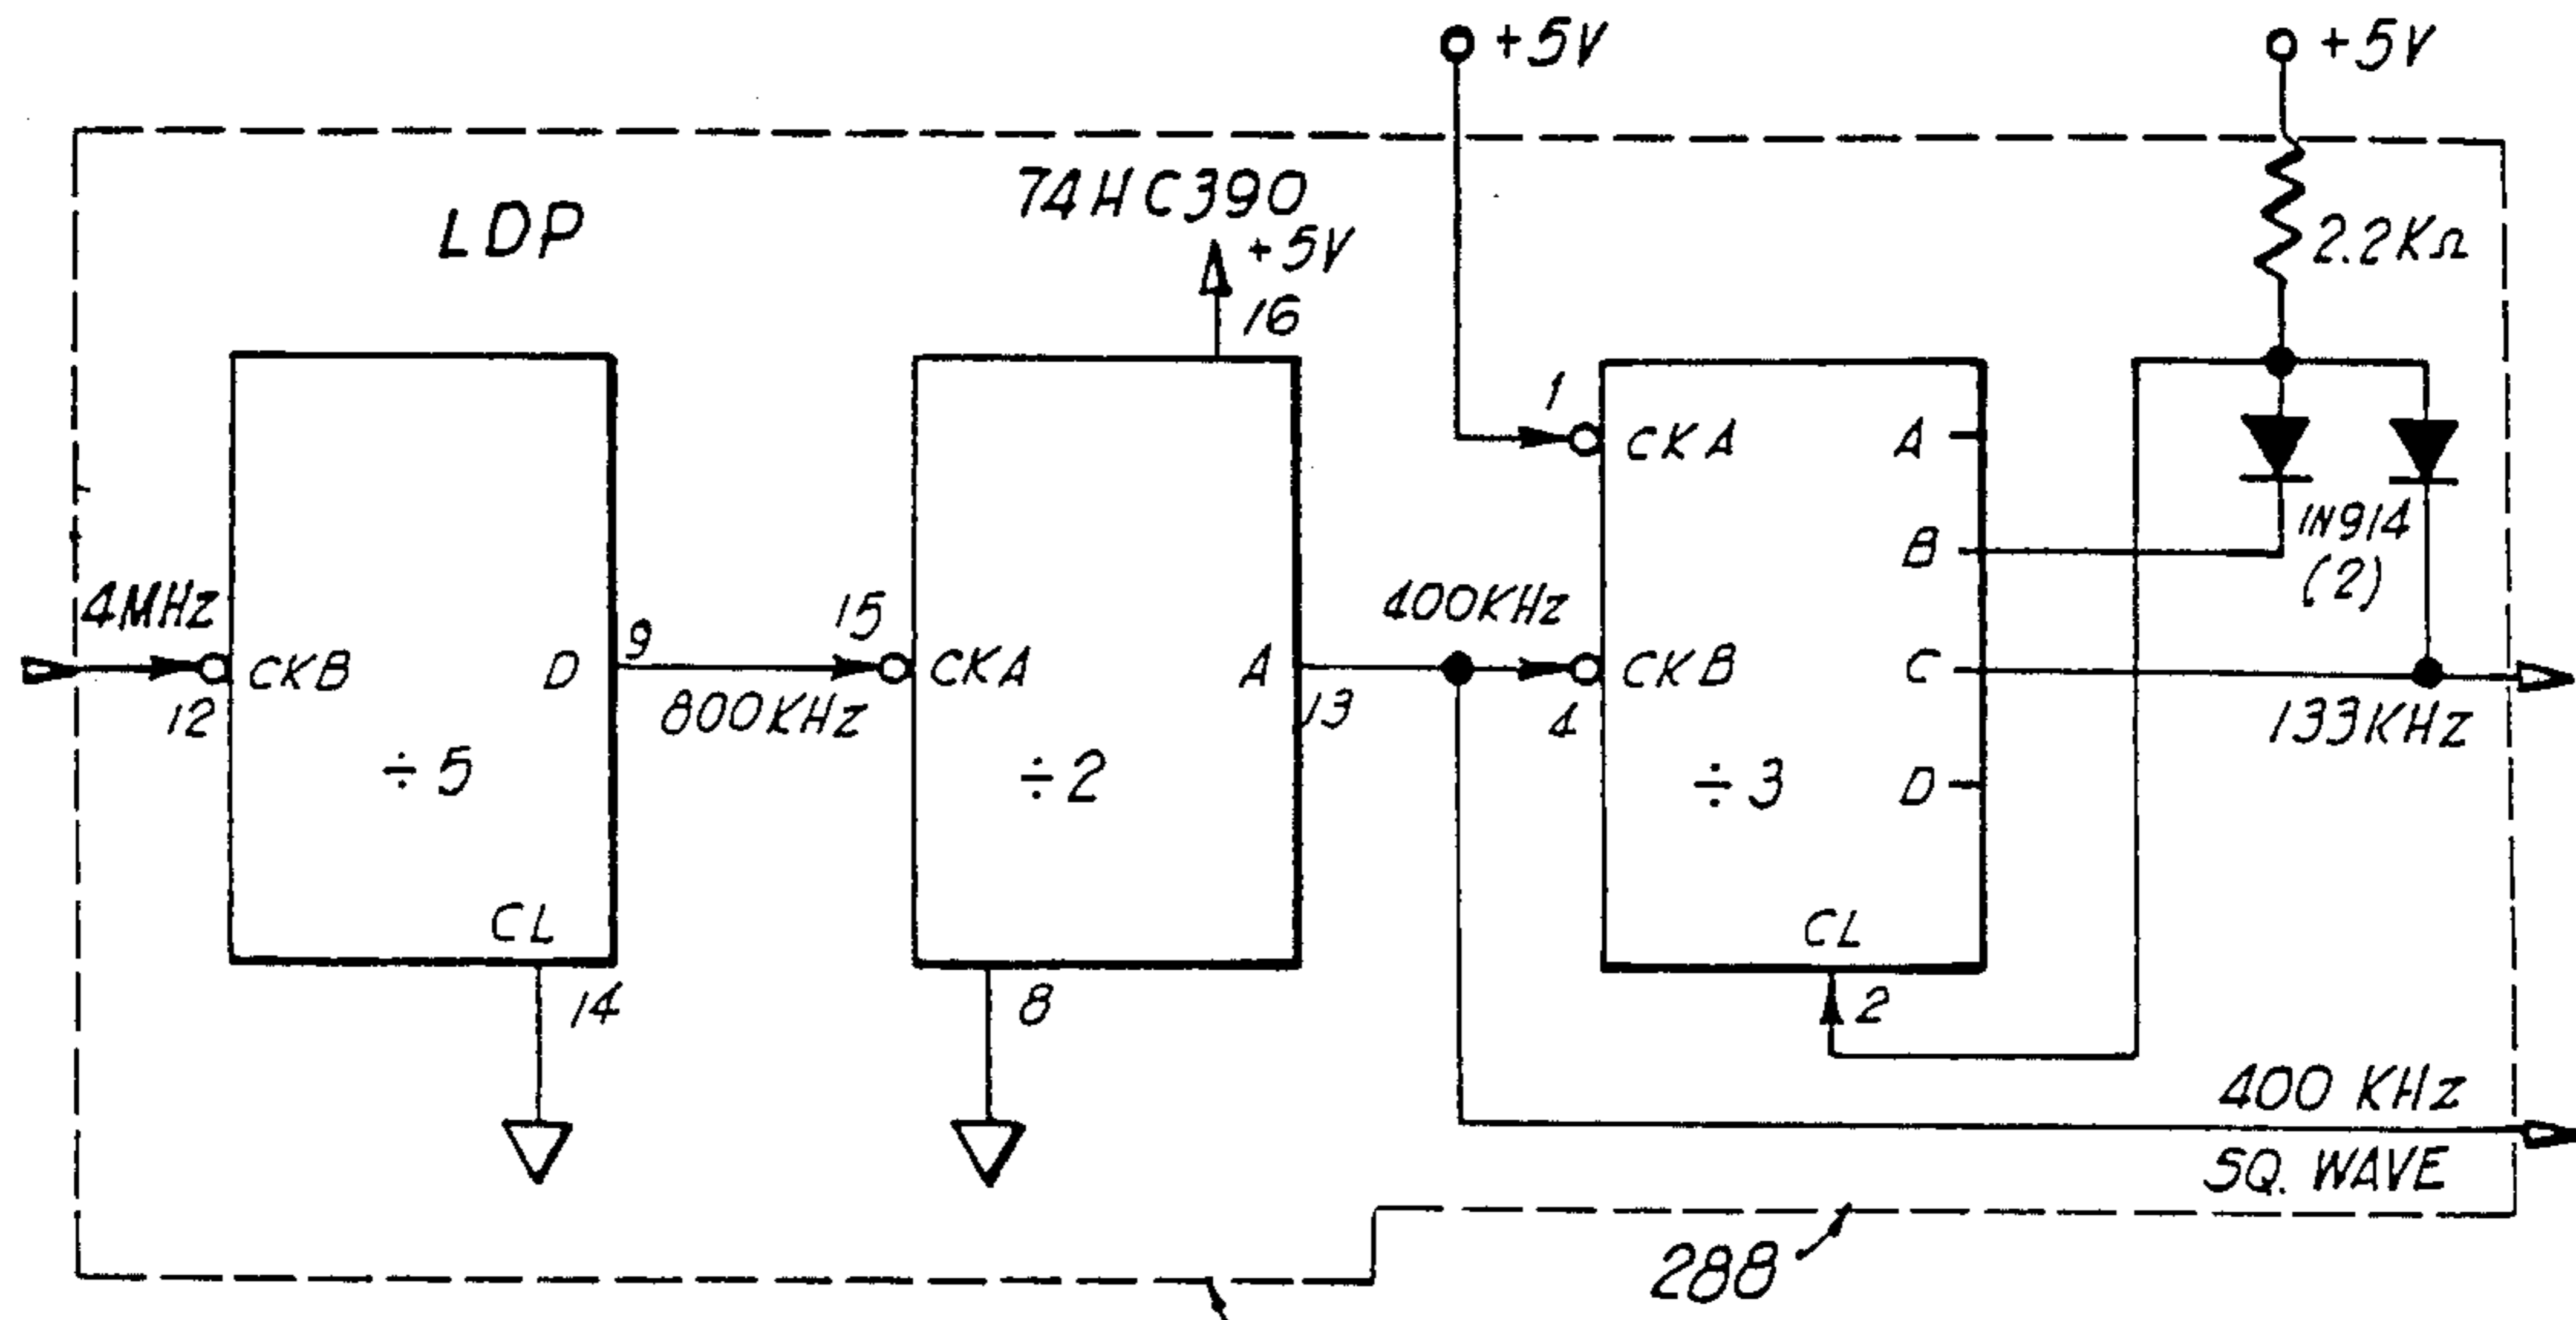 +5V
+5V
LDP
74HC390
+5V
16
2.2KΩ
1
CKA
A
B
1N914
(2)
4MHz
12
CKB
D
9
÷5
CL
14
800KHz
15
CKA
A
13
÷2
8
400KHz
CKB
4
C
133KHZ
÷3
D
CL
2
400 KHz
SQ. WAVE
288